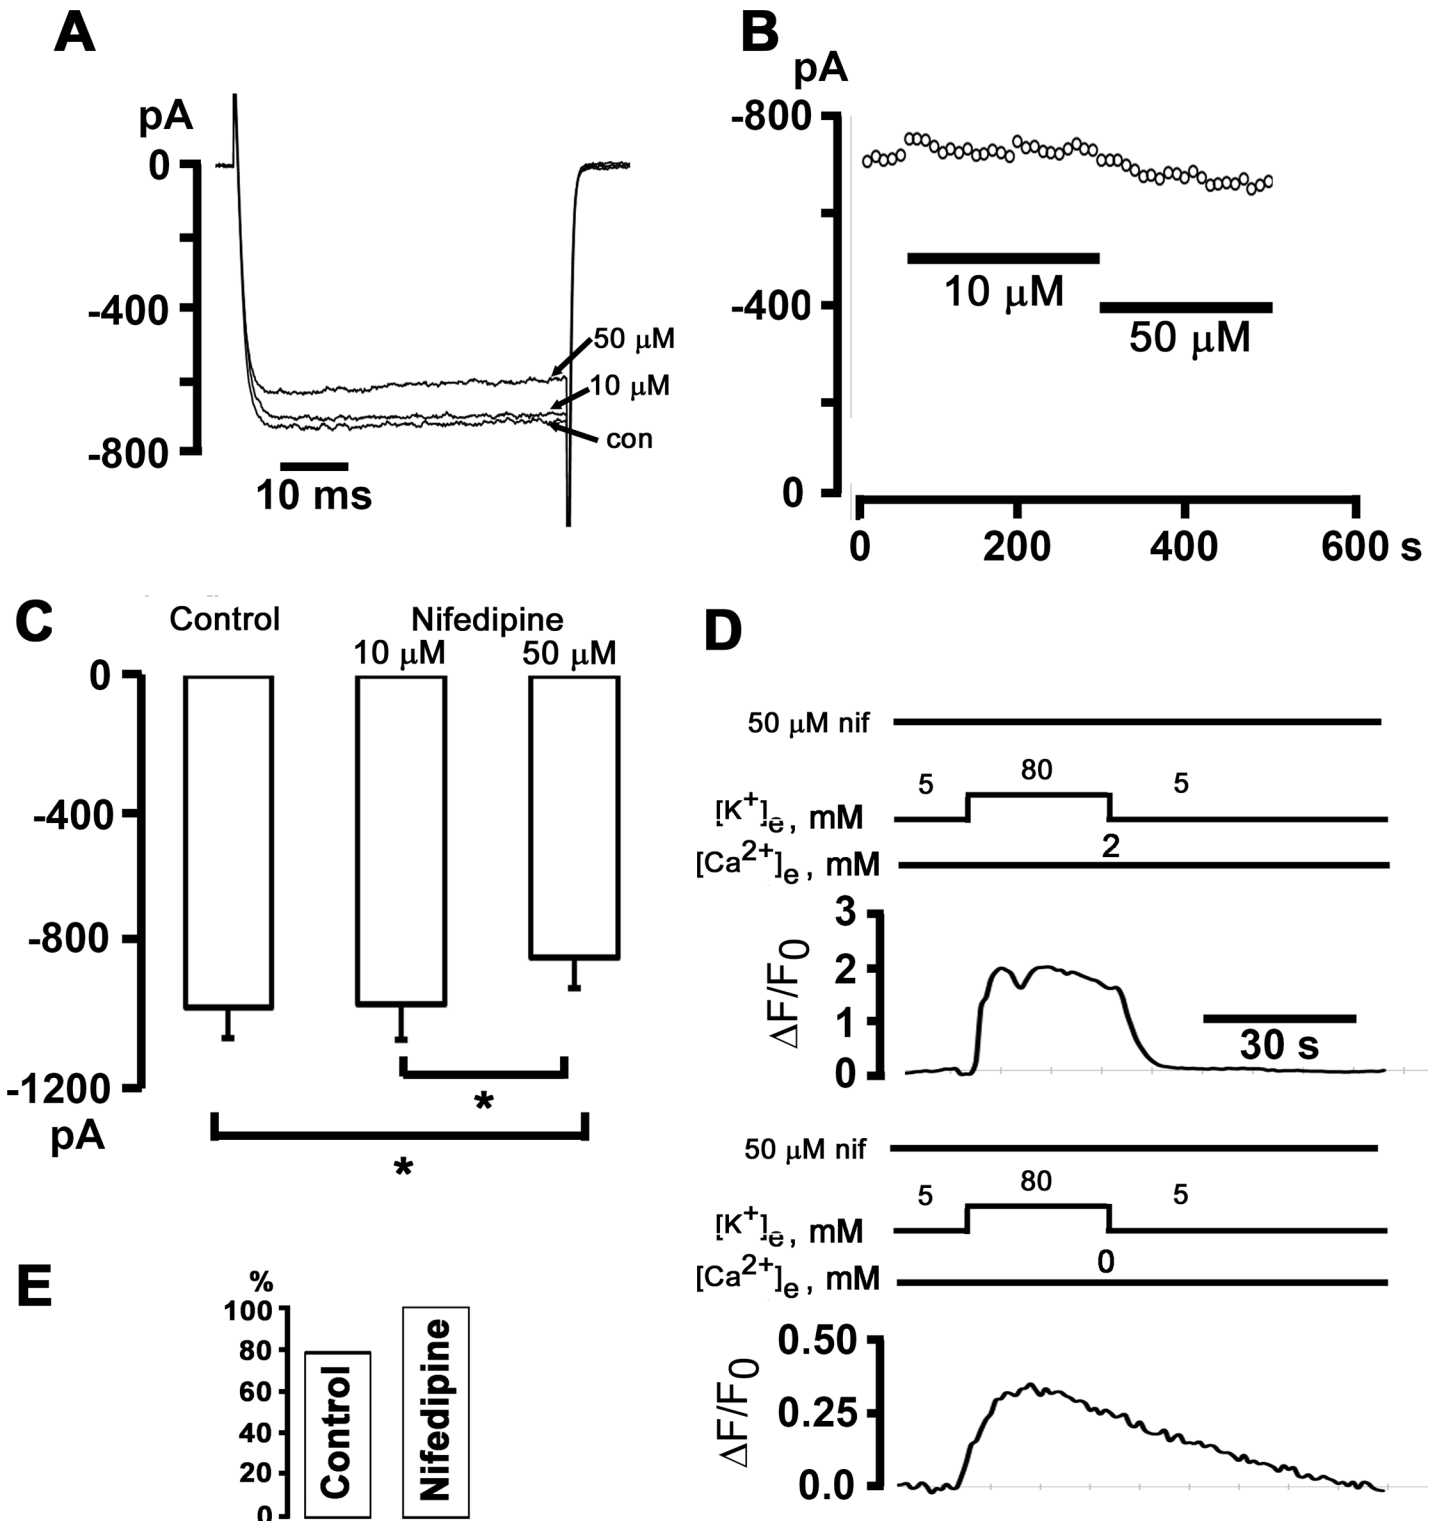 A
pA
0
-400
-800
50 μM
10 μM
con
10 ms
B
pA
-800
-400
0
10 μM
50 μM
0 200 400 600 s
C
Control Nifedipine
10 μM 50 μM
0
-400
-800
-1200
pA
*
*
D
50 μM nif
5 80 5
[K+]e, mM
2
[Ca2+]e, mM
3
2
1
0
ΔF/F0
30 s
50 μM nif
5 80 5
[K+]e, mM
0
[Ca2+]e, mM
0.50
0.25
0.0
ΔF/F0
E
%
100
80
60
40
20
0
Control
Nifedipine